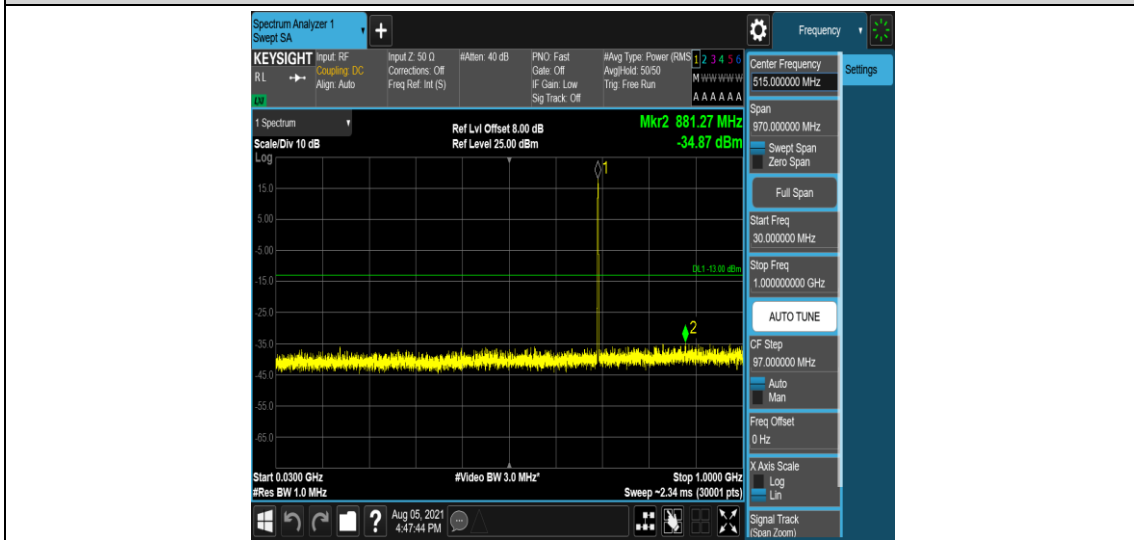 Spectrum Analyzer 1
Swept SA
+
Frequency
KEYSIGHT
RL
Input: RF
Coupling: DC
Align: Auto
Input Z: 50 Ω
Corrections: Off
Freq Ref: Int (S)
#Atten: 40 dB
PNO: Fast
Gate: Off
IF Gain: Low
Sig Track: Off
#Avg Type: Power (RMS
Avg|Hold: 50/50
Trig: Free Run
1 2 3 4 5 6
M W W W W W
A A A A A A
1 Spectrum
Scale/Div 10 dB
Log
Ref Lvl Offset 8.00 dB
Ref Level 25.00 dBm
Mkr2 881.27 MHz
-34.87 dBm
1
15.0
5.00
-5.00
DL1 -13.00 dBm
-15.0
-25.0
2
-35.0
-45.0
-55.0
-65.0
Start 0.0300 GHz
#Res BW 1.0 MHz
#Video BW 3.0 MHz*
Stop 1.0000 GHz
Sweep ~2.34 ms (30001 pts)
Center Frequency
515.000000 MHz
Settings
Span
970.000000 MHz
Swept Span
Zero Span
Full Span
Start Freq
30.000000 MHz
Stop Freq
1.000000000 GHz
AUTO TUNE
CF Step
97.000000 MHz
Auto
Man
Freq Offset
0 Hz
X Axis Scale
Log
Lin
Signal Track
(Span Zoom)
?
Aug 05, 2021
4:47:44 PM